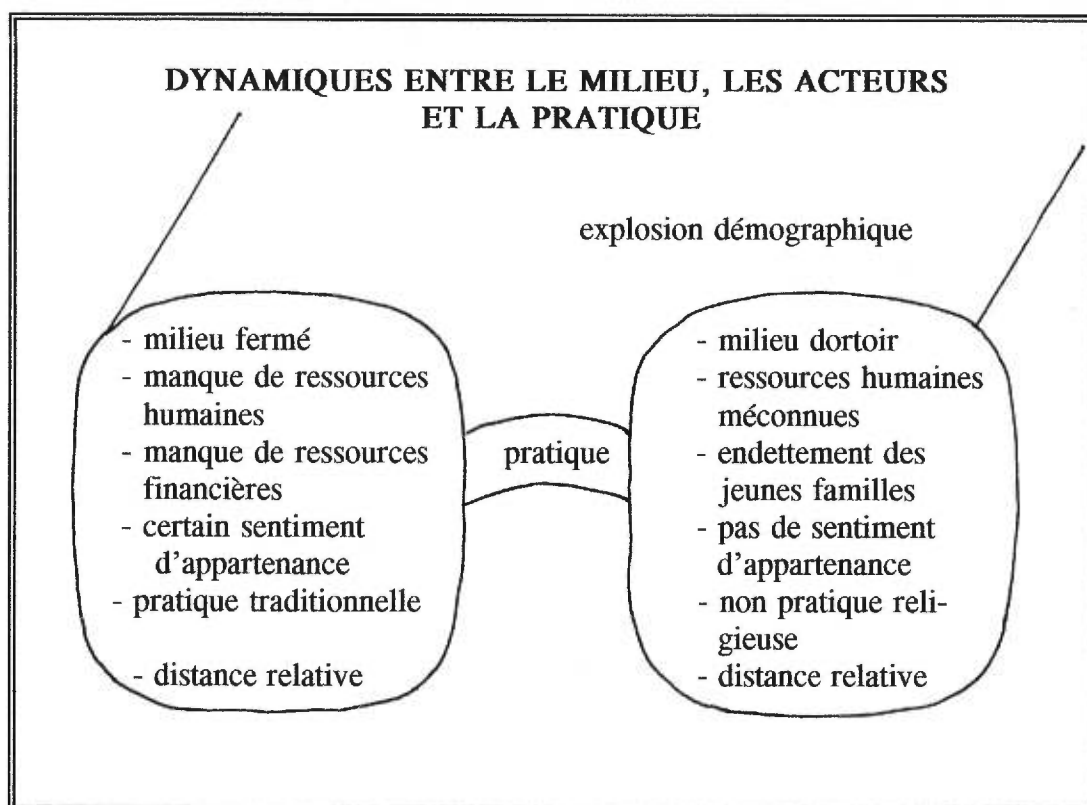 DYNAMIQUES ENTRE LE MILIEU, LES ACTEURS
ET LA PRATIQUE
explosion démographique
- milieu fermé
- manque de ressources
humaines
- manque de ressources
financières
- certain sentiment
d'appartenance
- pratique traditionnelle
- distance relative
pratique
- milieu dortoir
- ressources humaines
méconnues
- endettement des
jeunes familles
- pas de sentiment
d'appartenance
- non pratique reli-
gieuse
- distance relative